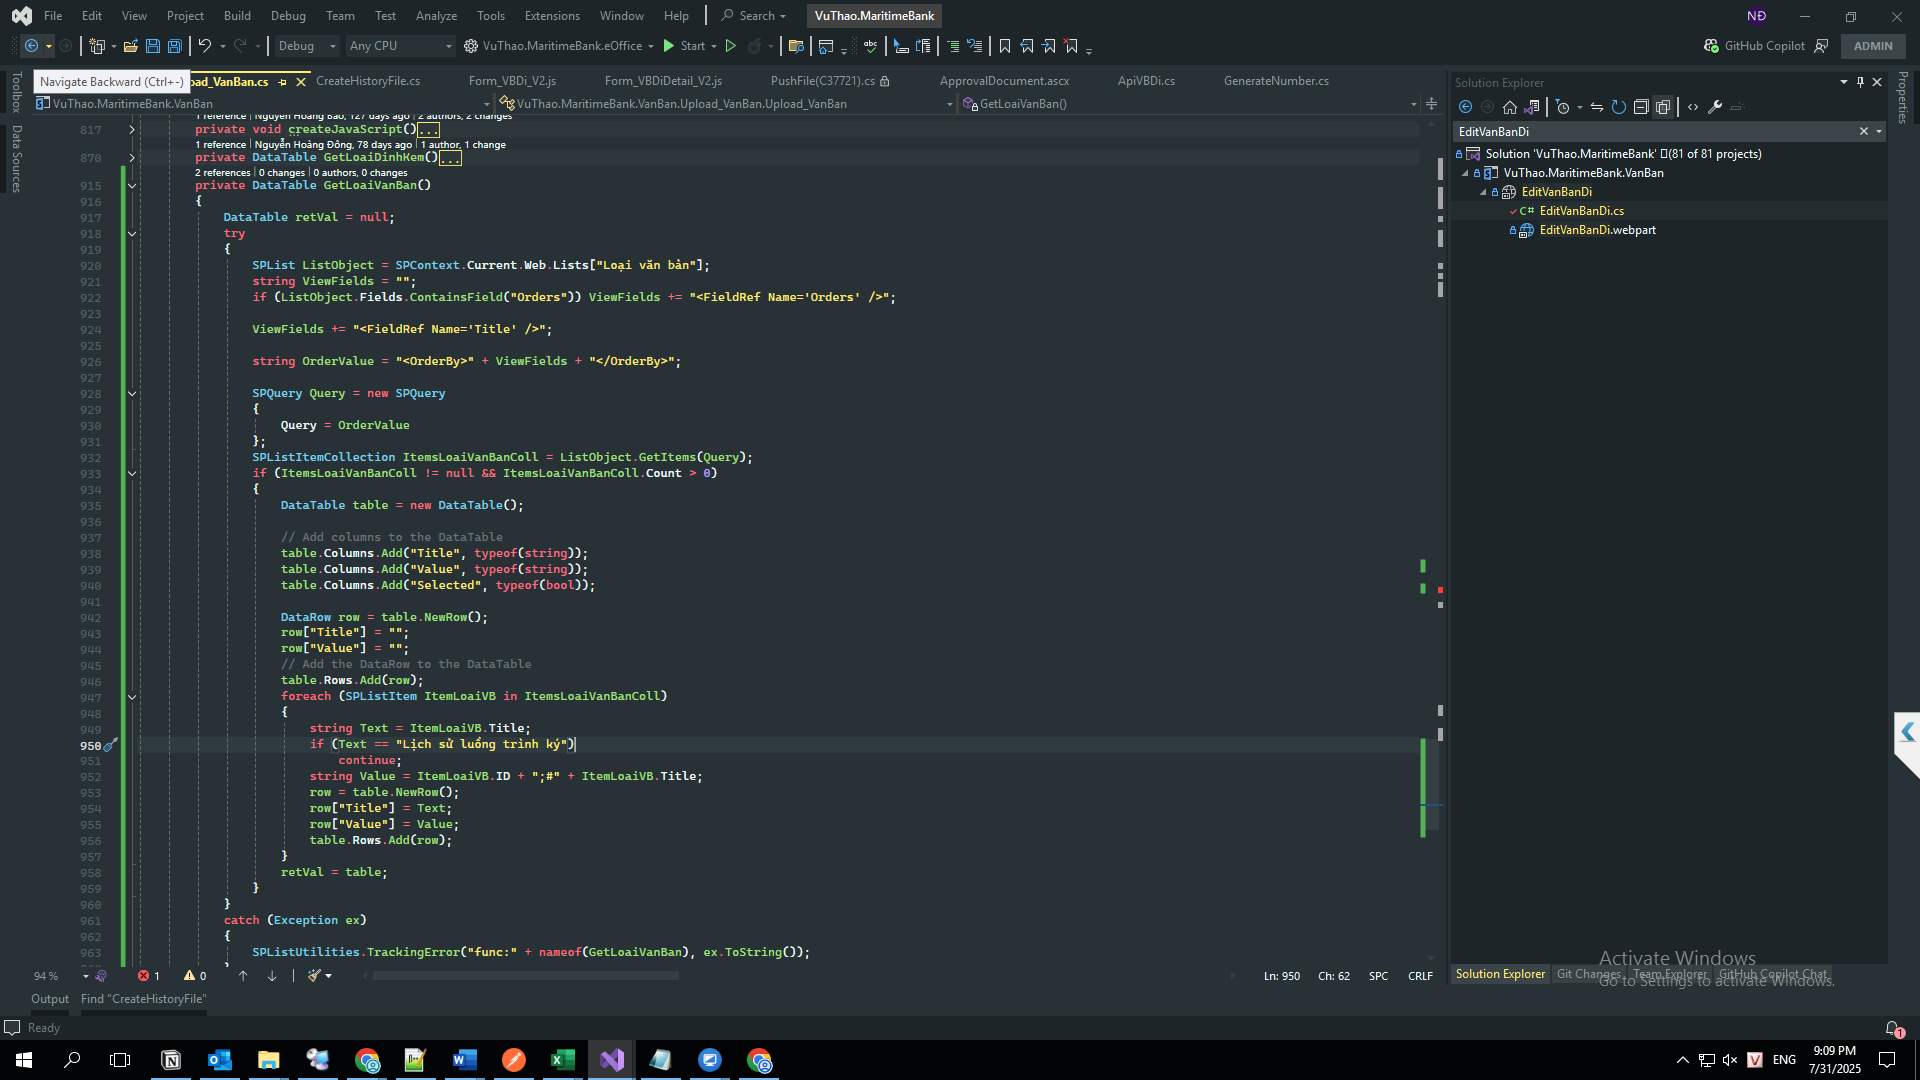 File Edit View Project Build Debug Team Test Analyze Tools Extensions Window Help Search VuThao.MaritimeBank NĐ
Debug Any CPU VuThao.MaritimeBank.eOffice Start GitHub Copilot ADMIN
Navigate Backward (Ctrl+-) oad_VanBan.cs CreateHistoryFile.cs Form_VBDi_V2.js Form_VBDiDetail_V2.js PushFile(C37721).cs ApprovalDocument.ascx ApiVBDi.cs GenerateNumber.cs
VuThao.MaritimeBank.VanBan VuThao.MaritimeBank.VanBan.Upload_VanBan.Upload_VanBan GetLoaiVanBan()
Toolbox
Data Sources
1 reference | Nguyễn Hoàng Bảo, 127 days ago | 2 authors, 2 changes
817 private void createJavaScript()...
1 reference | Nguyễn Hoàng Đông, 78 days ago | 1 author, 1 change
870 private DataTable GetLoaiDinhKem()...
2 references | 0 changes | 0 authors, 0 changes
915 private DataTable GetLoaiVanBan()
916 {
917 DataTable retVal = null;
918 try
919 {
920 SPList ListObject = SPContext.Current.Web.Lists["Loại văn bản"];
921 string ViewFields = "";
922 if (ListObject.Fields.ContainsField("Orders")) ViewFields += "<FieldRef Name='Orders' />";
923
924 ViewFields += "<FieldRef Name='Title' />";
925
926 string OrderValue = "<OrderBy>" + ViewFields + "</OrderBy>";
927
928 SPQuery Query = new SPQuery
929 {
930 Query = OrderValue
931 };
932 SPListItemCollection ItemsLoaiVanBanColl = ListObject.GetItems(Query);
933 if (ItemsLoaiVanBanColl != null && ItemsLoaiVanBanColl.Count > 0)
934 {
935 DataTable table = new DataTable();
936
937 // Add columns to the DataTable
938 table.Columns.Add("Title", typeof(string));
939 table.Columns.Add("Value", typeof(string));
940 table.Columns.Add("Selected", typeof(bool));
941
942 DataRow row = table.NewRow();
943 row["Title"] = "";
944 row["Value"] = "";
945 // Add the DataRow to the DataTable
946 table.Rows.Add(row);
947 foreach (SPListItem ItemLoaiVB in ItemsLoaiVanBanColl)
948 {
949 string Text = ItemLoaiVB.Title;
950 if (Text == "Lịch sử luồng trình ký")
951 continue;
952 string Value = ItemLoaiVB.ID + ";#" + ItemLoaiVB.Title;
953 row = table.NewRow();
954 row["Title"] = Text;
955 row["Value"] = Value;
956 table.Rows.Add(row);
957 }
958 retVal = table;
959 }
960 }
961 catch (Exception ex)
962 {
963 SPListUtilities.TrackingError("func:" + nameof(GetLoaiVanBan), ex.ToString());
94 % 1 0 Ln: 950 Ch: 62 SPC CRLF
Output Find "CreateHistoryFile"
Ready
Solution Explorer
EditVanBanDi
Solution 'VuThao.MaritimeBank' (81 of 81 projects)
VuThao.MaritimeBank.VanBan
EditVanBanDi
C# EditVanBanDi.cs
EditVanBanDi.webpart
Properties
Activate Windows
Solution Explorer Git Changes Team Explorer GitHub Copilot Chat
Go to Settings to activate Windows.
1
ENG
9:09 PM
7/31/2025